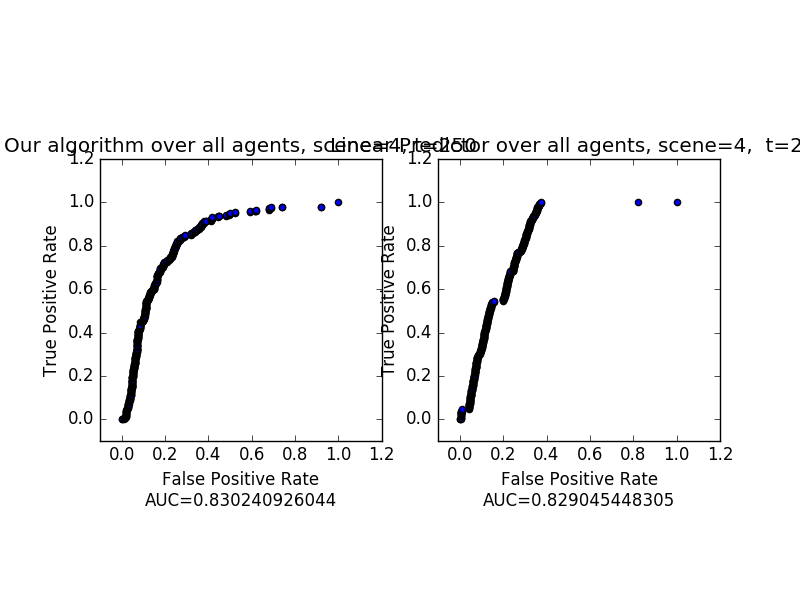 Our algorithm over all agents, scene=4, t=250
Linear Predictor over all agents, scene=4, t=2
1.2
1.0
0.8
0.6
0.4
0.2
0.0
True Positive Rate
0.0 0.2 0.4 0.6 0.8 1.0 1.2
False Positive Rate
AUC=0.830240926044
1.2
1.0
0.8
0.6
0.4
0.2
0.0
True Positive Rate
0.0 0.2 0.4 0.6 0.8 1.0 1.2
False Positive Rate
AUC=0.829045448305